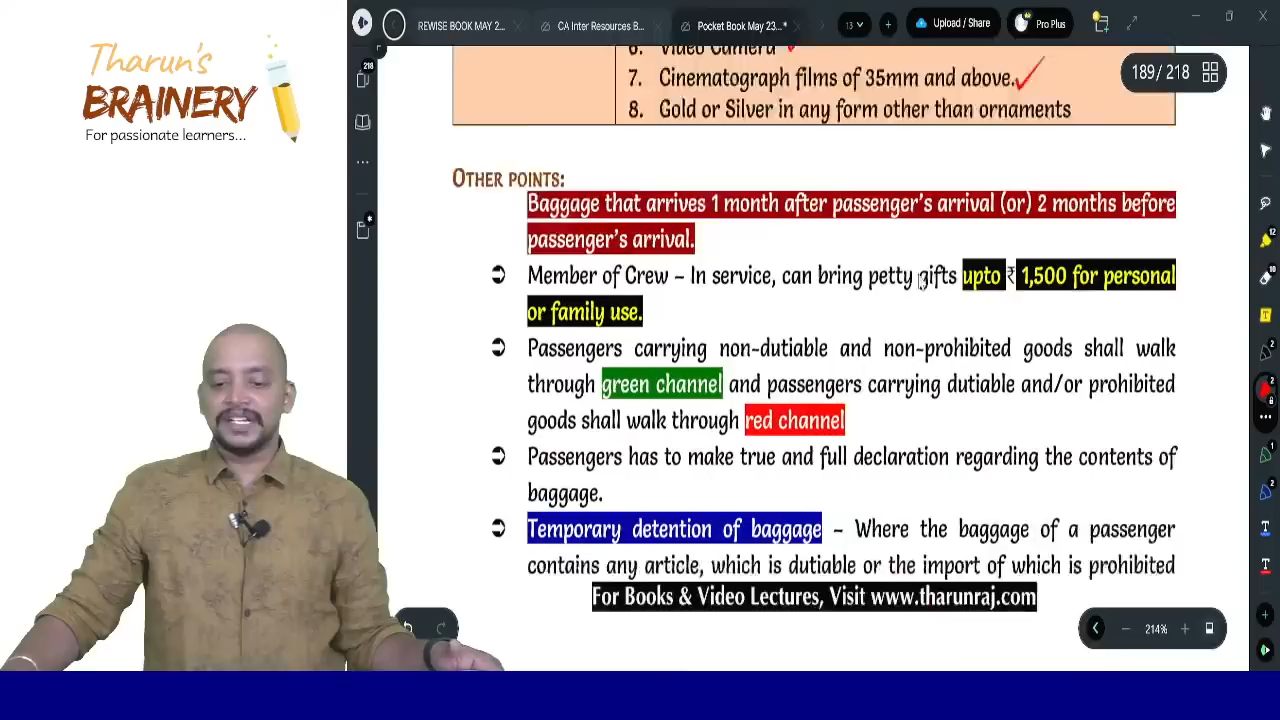 Tharun's
BRAINERY
For passionate learners...
REWISE BOOK MAY 2...
CA Inter Resources B...
Pocket Book May 23...*
13
Upload / Share
Pro Plus
218
189/ 218
6. Video Camera
7. Cinematograph films of 35mm and above.
8. Gold or Silver in any form other than ornaments
OTHER POINTS:
Baggage that arrives 1 month after passenger's arrival (or) 2 months before
passenger's arrival.
Member of Crew – In service, can bring petty gifts upto ₹ 1,500 for personal
or family use.
Passengers carrying non-dutiable and non-prohibited goods shall walk
through green channel and passengers carrying dutiable and/or prohibited
goods shall walk through red channel
Passengers has to make true and full declaration regarding the contents of
baggage.
Temporary detention of baggage – Where the baggage of a passenger
contains any article, which is dutiable or the import of which is prohibited
For Books & Video Lectures, Visit www.tharunraj.com
214%